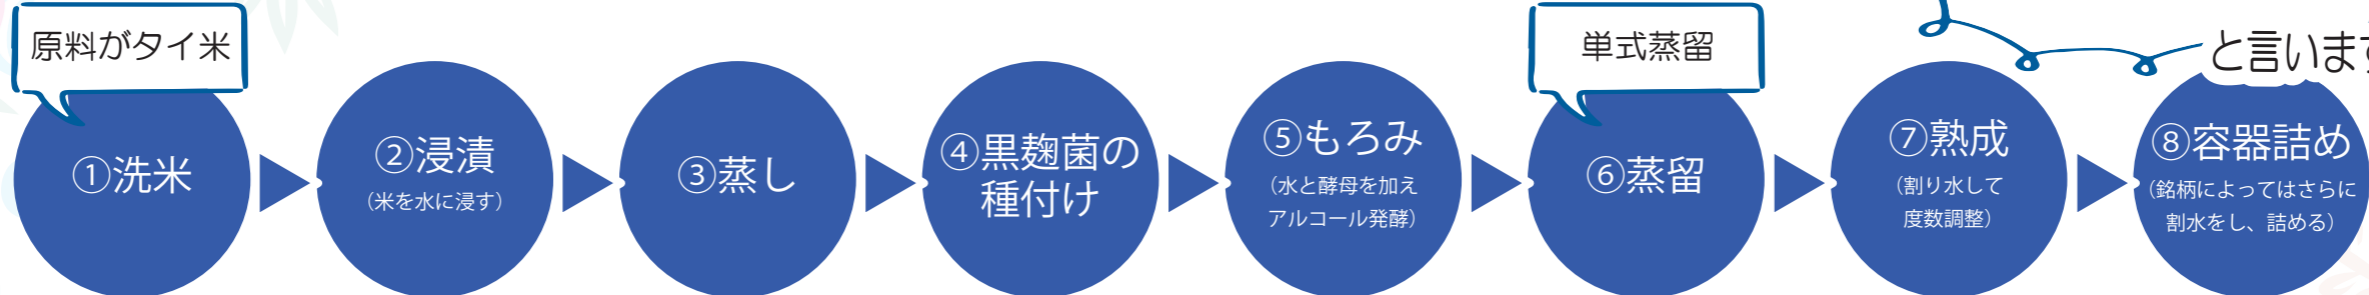 原料がタイ米
①洗米
②浸漬
（米を水に浸す）
③蒸し
④黒麹菌の
種付け
⑤もろみ
（水と酵母を加え
アルコール発酵）
単式蒸留
⑥蒸留
⑦熟成
（割り水して
度数調整）
と言います
⑧容器詰め
（銘柄によってはさらに
割水をし、詰める）